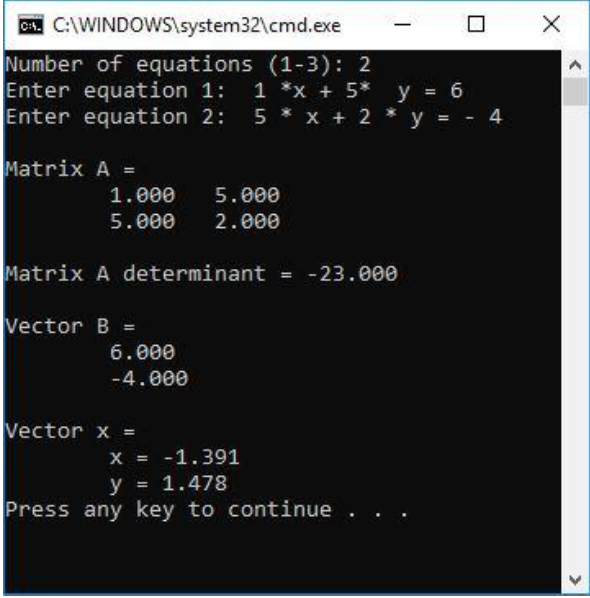 C:\WINDOWS\system32\cmd.exe
Number of equations (1-3): 2
Enter equation 1:  1 *x + 5*  y = 6
Enter equation 2:  5 * x + 2 * y = - 4
Matrix A =
1.000   5.000
5.000   2.000
Matrix A determinant = -23.000
Vector B =
6.000
-4.000
Vector x =
x = -1.391
y = 1.478
Press any key to continue . . .